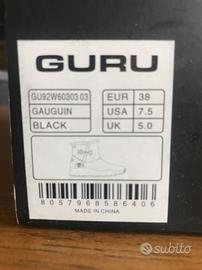 GURU
GU92W60303 03
EUR
38
GAUGUIN
USA
7.5
BLACK
UK
5.0
8057968586406
MADE IN CHINA
subito